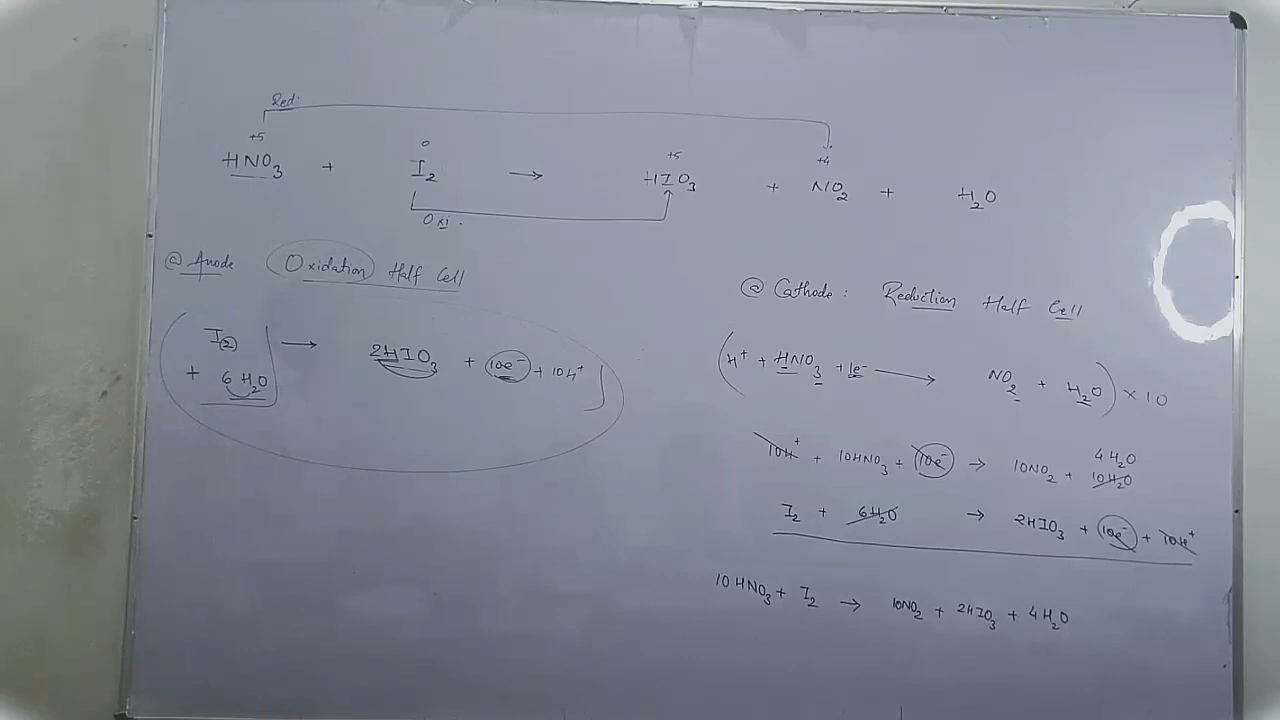 Red:
+5 0 +5 +4
HNO3 + I2 → HIO3 + NO2 + H2O
Oxi.
@ Anode Oxidation Half Cell
I2 → 2HIO3 + 10e- + 10H+
+ 6H2O
@ Cathode: Reduction Half Cell
(H+ + HNO3 + 1e- → NO2 + H2O) × 10
4H2O
10H+ + 10HNO3 + 10e- → 10NO2 + 10H2O
I2 + 6H2O → 2HIO3 + 10e- + 10H+
10HNO3 + I2 → 10NO2 + 2HIO3 + 4H2O